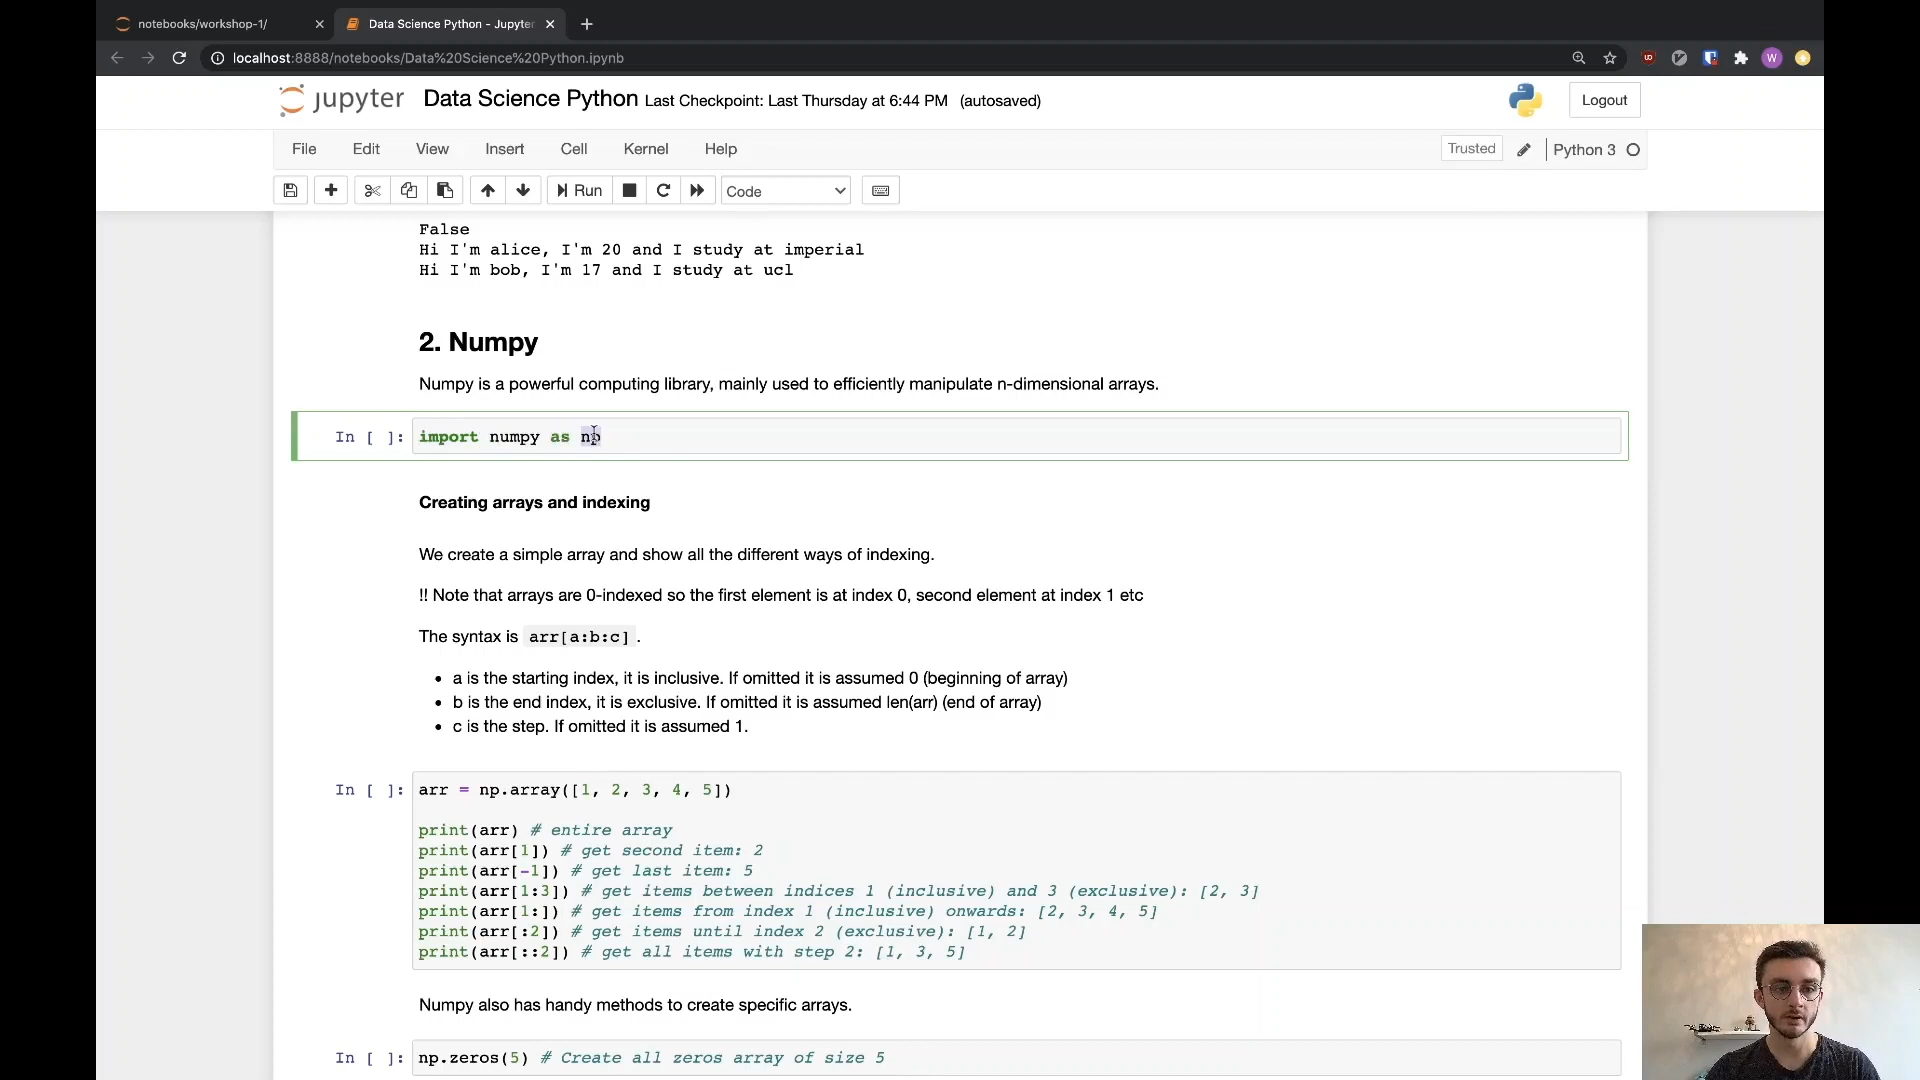 notebooks/workshop-1/
Data Science Python - Jupyter
localhost:8888/notebooks/Data%20Science%20Python.ipynb
W
jupyter Data Science Python Last Checkpoint: Last Thursday at 6:44 PM (autosaved)
Logout
File Edit View Insert Cell Kernel Help
Trusted
Python 3
Run
Code
False
Hi I'm alice, I'm 20 and I study at imperial
Hi I'm bob, I'm 17 and I study at ucl
2. Numpy
Numpy is a powerful computing library, mainly used to efficiently manipulate n-dimensional arrays.
In [ ]: import numpy as np
Creating arrays and indexing
We create a simple array and show all the different ways of indexing.
!! Note that arrays are 0-indexed so the first element is at index 0, second element at index 1 etc
The syntax is arr[a:b:c] .
• a is the starting index, it is inclusive. If omitted it is assumed 0 (beginning of array)
• b is the end index, it is exclusive. If omitted it is assumed len(arr) (end of array)
• c is the step. If omitted it is assumed 1.
In [ ]: arr = np.array([1, 2, 3, 4, 5])
print(arr) # entire array
print(arr[1]) # get second item: 2
print(arr[-1]) # get last item: 5
print(arr[1:3]) # get items between indices 1 (inclusive) and 3 (exclusive): [2, 3]
print(arr[1:]) # get items from index 1 (inclusive) onwards: [2, 3, 4, 5]
print(arr[:2]) # get items until index 2 (exclusive): [1, 2]
print(arr[::2]) # get all items with step 2: [1, 3, 5]
Numpy also has handy methods to create specific arrays.
In [ ]: np.zeros(5) # Create all zeros array of size 5